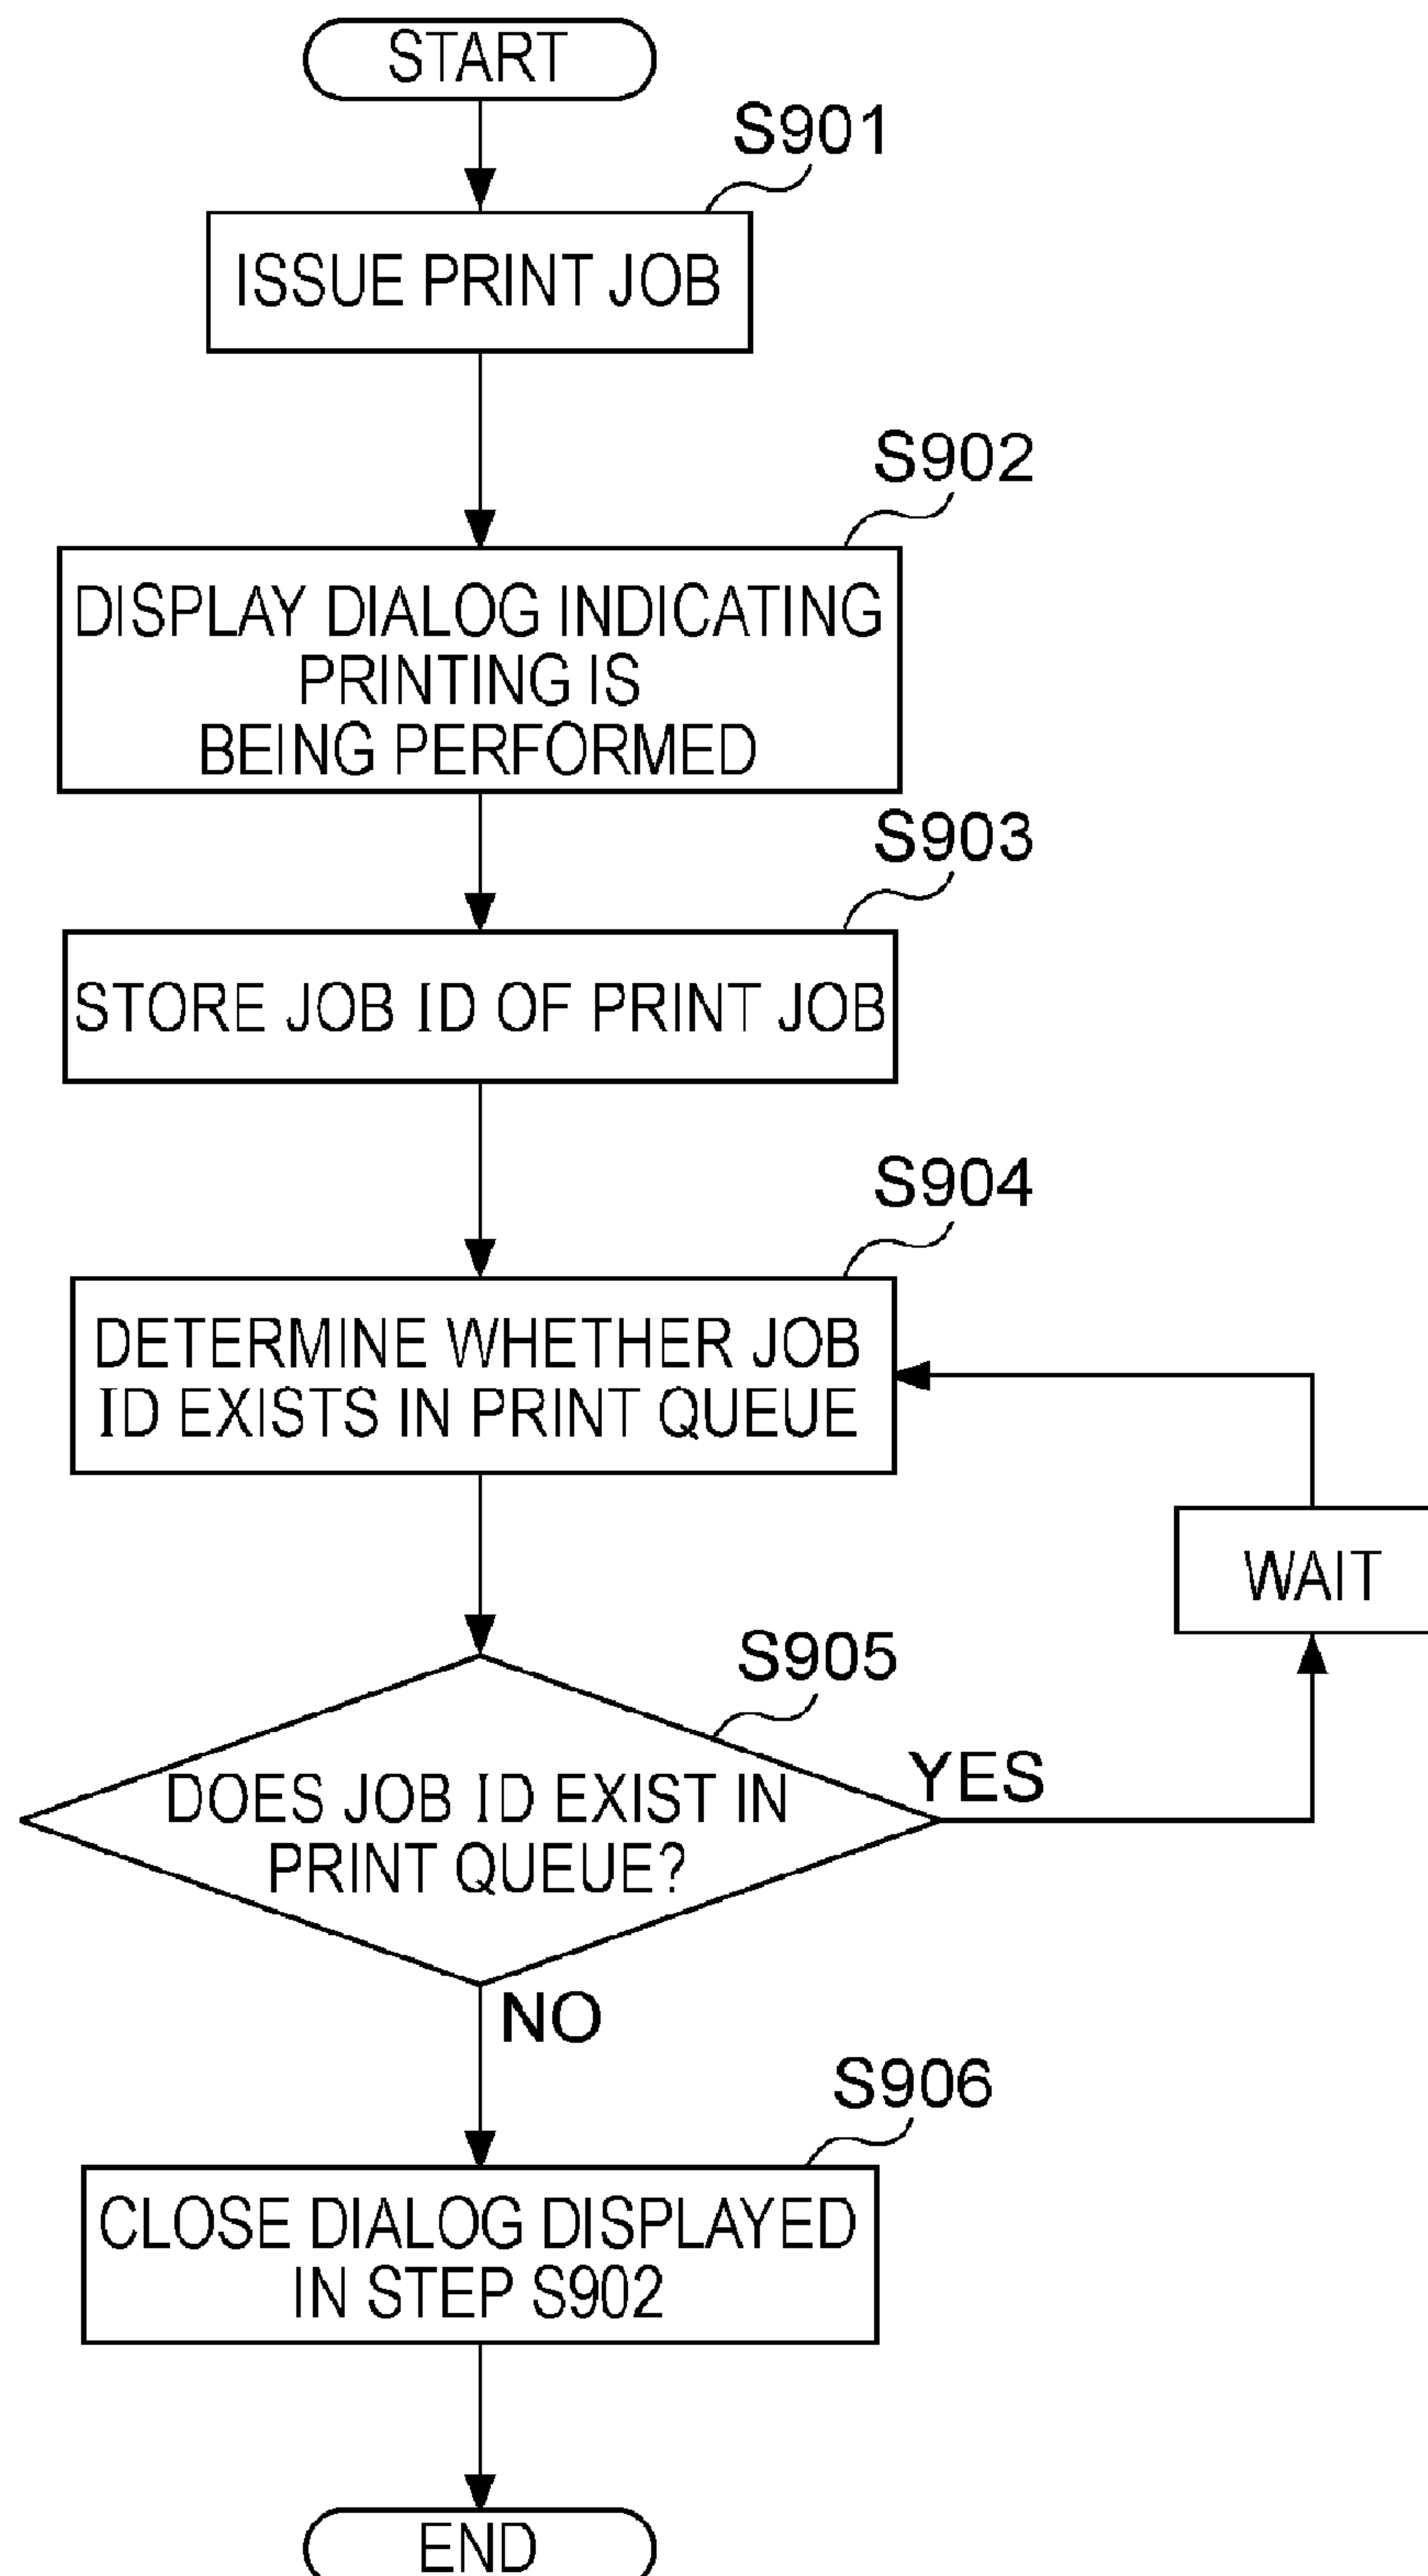 START
S901
ISSUE PRINT JOB
S902
DISPLAY DIALOG INDICATING
PRINTING IS
BEING PERFORMED
S903
STORE JOB ID OF PRINT JOB
S904
DETERMINE WHETHER JOB
ID EXISTS IN PRINT QUEUE
WAIT
S905
DOES JOB ID EXIST IN
PRINT QUEUE?
YES
NO
S906
CLOSE DIALOG DISPLAYED
IN STEP S902
END